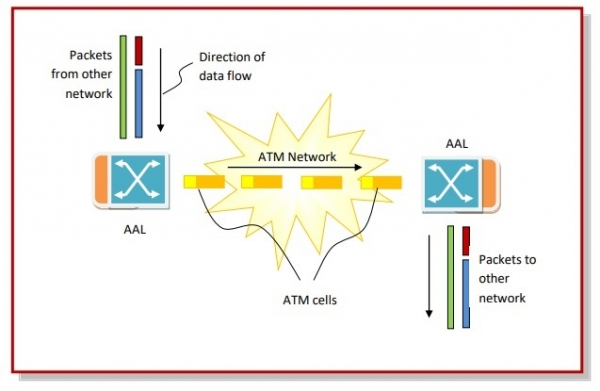 Packets
from other
network
Direction of
data flow
ATM Network
AAL
AAL
ATM cells
Packets to
other
network